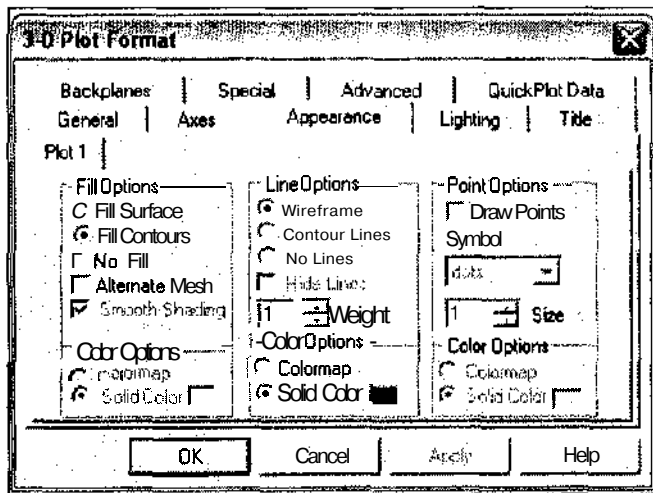 3-D Plot Format
Backplanes Special Advanced QuickPlot Data
General Axes Appearance Lighting Title
Plot 1
Fill Options
C Fill Surface
Fill Contours
No Fill
Alternate Mesh
Smooth Shading
Color Options
Colormap
Solid Color
Line Options
Wireframe
Contour Lines
No Lines
Hide Lines
1 Weight
Color Options
Colormap
Solid Color
Point Options
Draw Points
Symbol
dots
1 Size
Color Options
Colormap
Solid Color
OK Cancel Apply Help